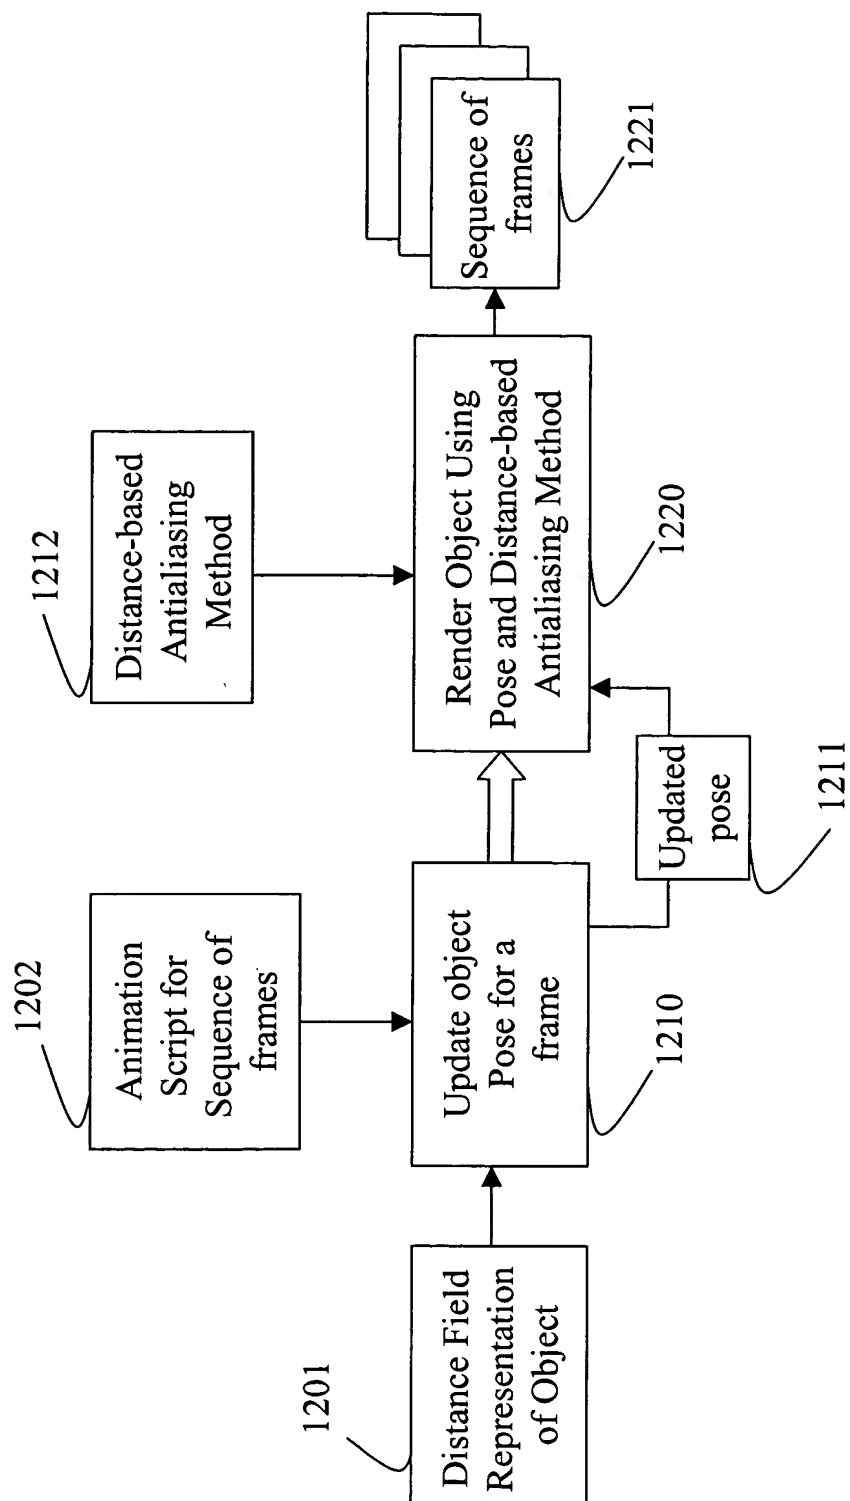 1201
Distance Field
Representation
of Object
1202
Animation
Script for
Sequence of
frames
Update object
Pose for a
frame
1210
Updated
pose
1211
1212
Distance-based
Antialiasing
Method
Render Object Using
Pose and Distance-based
Antialiasing Method
1220
Sequence of
frames
1221